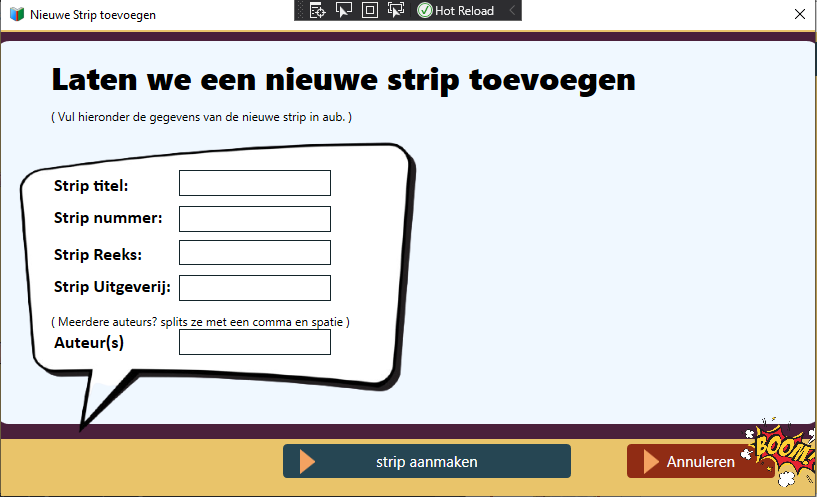 Nieuwe Strip toevoegen
Hot Reload
Laten we een nieuwe strip toevoegen
( Vul hieronder de gegevens van de nieuwe strip in aub. )
Strip titel:
Strip nummer:
Strip Reeks:
Strip Uitgeverij:
( Meerdere auteurs? splits ze met een comma en spatie )
Auteur(s)
strip aanmaken
Annuleren
BOOM!